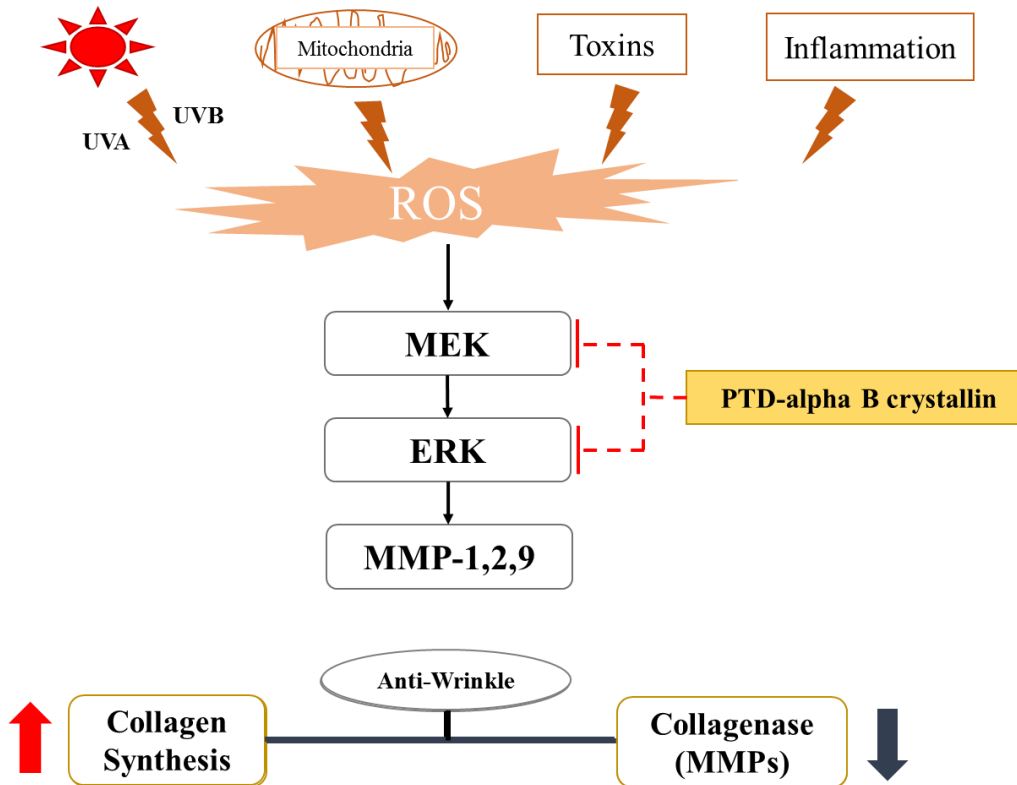 Mitochondria
Toxins
Inflammation
UVB
UVA
ROS
MEK
PTD-alpha B crystallin
ERK
MMP-1,2,9
Anti-Wrinkle
Collagen
Synthesis
Collagenase
(MMPs)